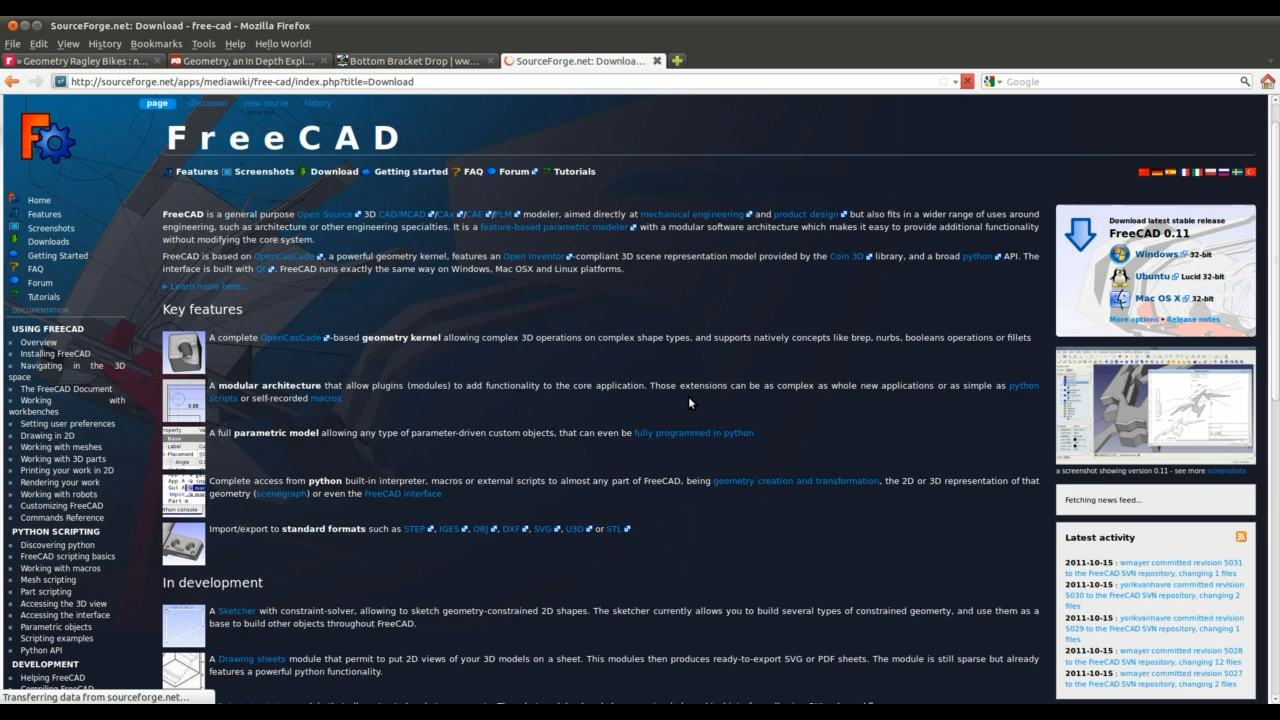 SourceForge.net: Download - free-cad - Mozilla Firefox
File Edit View History Bookmarks Tools Help Hello World!
» Geometry Ragley Bikes : n...
Geometry, an In Depth Expl...
Bottom Bracket Drop | ww...
SourceForge.net: Downloa...
http://sourceforge.net/apps/mediawiki/free-cad/index.php?title=Download
Google
page discussion view source history
FreeCAD
Features Screenshots Download Getting started FAQ Forum Tutorials
Home
Features
Screenshots
Downloads
Getting Started
FAQ
Forum
Tutorials
DOCUMENTATION
USING FREECAD
Overview
Installing FreeCAD
Navigating in the 3D
space
The FreeCAD Document
Working with
workbenches
Setting user preferences
Drawing in 2D
Working with meshes
Working with 3D parts
Printing your work in 2D
Rendering your work
Working with robots
Customizing FreeCAD
Commands Reference
PYTHON SCRIPTING
Discovering python
FreeCAD scripting basics
Working with macros
Mesh scripting
Part scripting
Accessing the 3D view
Accessing the interface
Parametric objects
Scripting examples
Python API
DEVELOPMENT
Helping FreeCAD
Transferring data from sourceforge.net...
FreeCAD is a general purpose Open Source 3D CAD/MCAD/CAx/CAE/PLM modeler, aimed directly at mechanical engineering and product design but also fits in a wider range of uses around
engineering, such as architecture or other engineering specialties. It is a feature-based parametric modeler with a modular software architecture which makes it easy to provide additional functionality
without modifying the core system.
FreeCAD is based on OpenCasCade, a powerful geometry kernel, features an Open Inventor-compliant 3D scene representation model provided by the Coin 3D library, and a broad python API. The
interface is built with Qt. FreeCAD runs exactly the same way on Windows, Mac OSX and Linux platforms.
Learn more here...
Key features
A complete OpenCasCade-based geometry kernel allowing complex 3D operations on complex shape types, and supports natively concepts like brep, nurbs, booleans operations or fillets
A modular architecture that allow plugins (modules) to add functionality to the core application. Those extensions can be as complex as whole new applications or as simple as python
scripts or self-recorded macros
A full parametric model allowing any type of parameter-driven custom objects, that can even be fully programmed in python
Complete access from python built-in interpreter, macros or external scripts to almost any part of FreeCAD, being geometry creation and transformation, the 2D or 3D representation of that
geometry (scenegraph) or even the FreeCAD interface
Import/export to standard formats such as STEP, IGES, OBJ, DXF, SVG, U3D or STL
In development
A Sketcher with constraint-solver, allowing to sketch geometry-constrained 2D shapes. The sketcher currently allows you to build several types of constrained geometry, and use them as
base to build other objects throughout FreeCAD.
A Drawing sheets module that permit to put 2D views of your 3D models on a sheet. This modules then produces ready-to-export SVG or PDF sheets. The module is still sparse but already
features a powerful python functionality.
Download latest stable release
FreeCAD 0.11
Windows 32-bit
Ubuntu Lucid 32-bit
Mac OS X 32-bit
More options • Release notes
a screenshot showing version 0.11 - see more screenshots
Fetching news feed...
Latest activity
2011-10-15 : wmayer committed revision 5031
to the FreeCAD SVN repository, changing 1 files
2011-10-15 : yorikvanhavre committed revision
5030 to the FreeCAD SVN repository, changing 2
files
2011-10-15 : yorikvanhavre committed revision
5029 to the FreeCAD SVN repository, changing 1
files
2011-10-15 : wmayer committed revision 5028
to the FreeCAD SVN repository, changing 12 files
2011-10-15 : wmayer committed revision 5027
to the FreeCAD SVN repository, changing 2 files